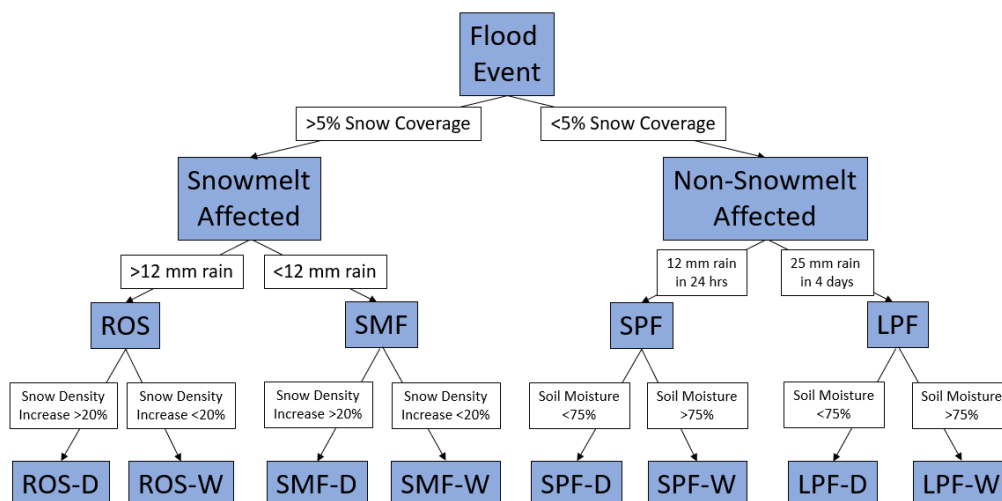 Flood
Event
>5% Snow Coverage
<5% Snow Coverage
Snowmelt
Affected
Non-Snowmelt
Affected
>12 mm rain
<12 mm rain
12 mm rain
in 24 hrs
25 mm rain
in 4 days
ROS
SMF
SPF
LPF
Snow Density
Increase >20%
Snow Density
Increase <20%
Snow Density
Increase >20%
Snow Density
Increase <20%
Soil Moisture
<75%
Soil Moisture
>75%
Soil Moisture
<75%
Soil Moisture
>75%
ROS-D
ROS-W
SMF-D
SMF-W
SPF-D
SPF-W
LPF-D
LPF-W